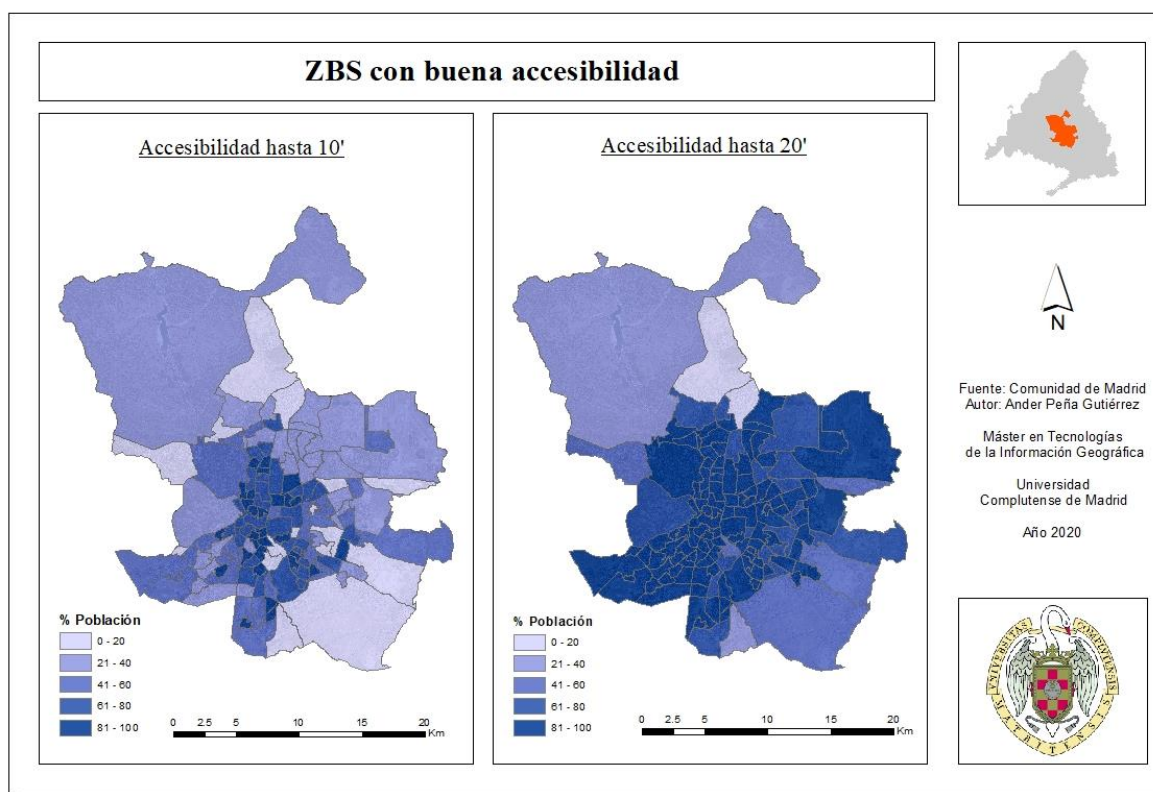 ZBS con buena accesibilidad
Accesibilidad hasta 10'
% Población
0 - 20
21 - 40
41 - 60
61 - 80
81 - 100
0 2.5 5 10 15 20
Km
Accesibilidad hasta 20'
% Población
0 - 20
21 - 40
41 - 60
61 - 80
81 - 100
0 2.5 5 10 15 20
Km
N
Fuente: Comunidad de Madrid
Autor: Ander Peña Gutiérrez
Máster en Tecnologías
de la Información Geográfica
Universidad
Complutense de Madrid
Año 2020
VNIVERSITAS
COMPLVTENSIS
MATRITENSIS